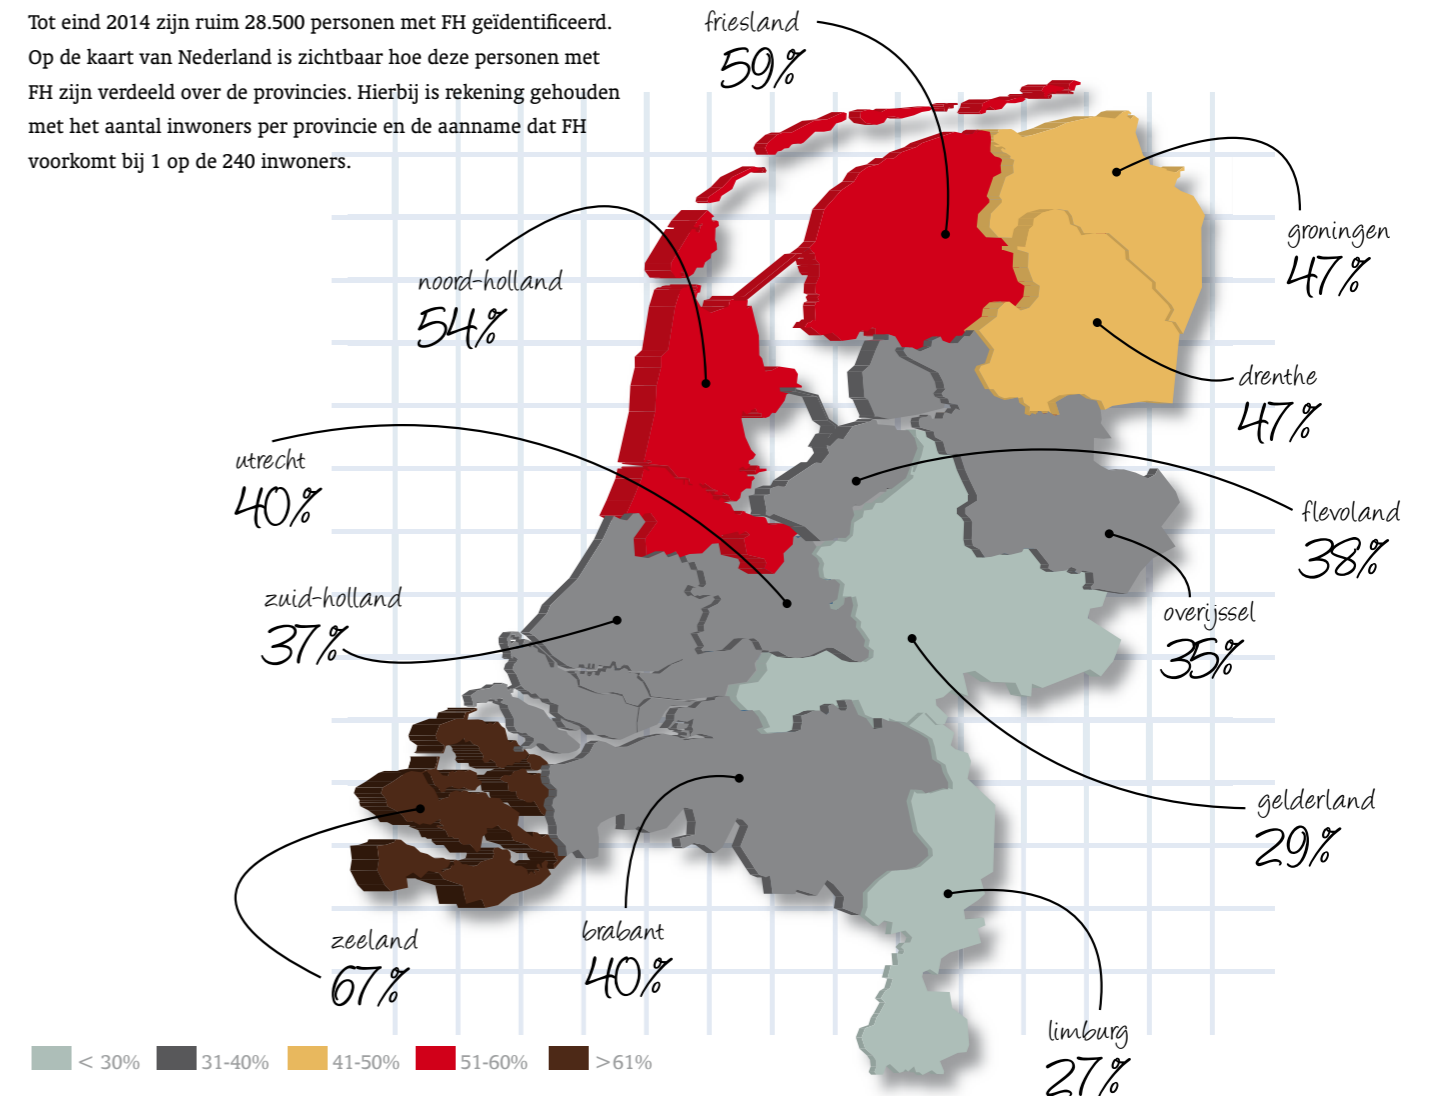 Tot eind 2014 zijn ruim 28.500 personen met FH geïdentificeerd.
Op de kaart van Nederland is zichtbaar hoe deze personen met
FH zijn verdeeld over de provincies. Hierbij is rekening gehouden
met het aantal inwoners per provincie en de aanname dat FH
voorkomt bij 1 op de 240 inwoners.
friesland
59%
groningen
47%
noord-holland
54%
drenthe
47%
utrecht
40%
flevoland
38%
zuid-holland
37%
overijssel
35%
gelderland
29%
zeeland
67%
brabant
40%
limburg
27%
< 30%
31-40%
41-50%
51-60%
>61%